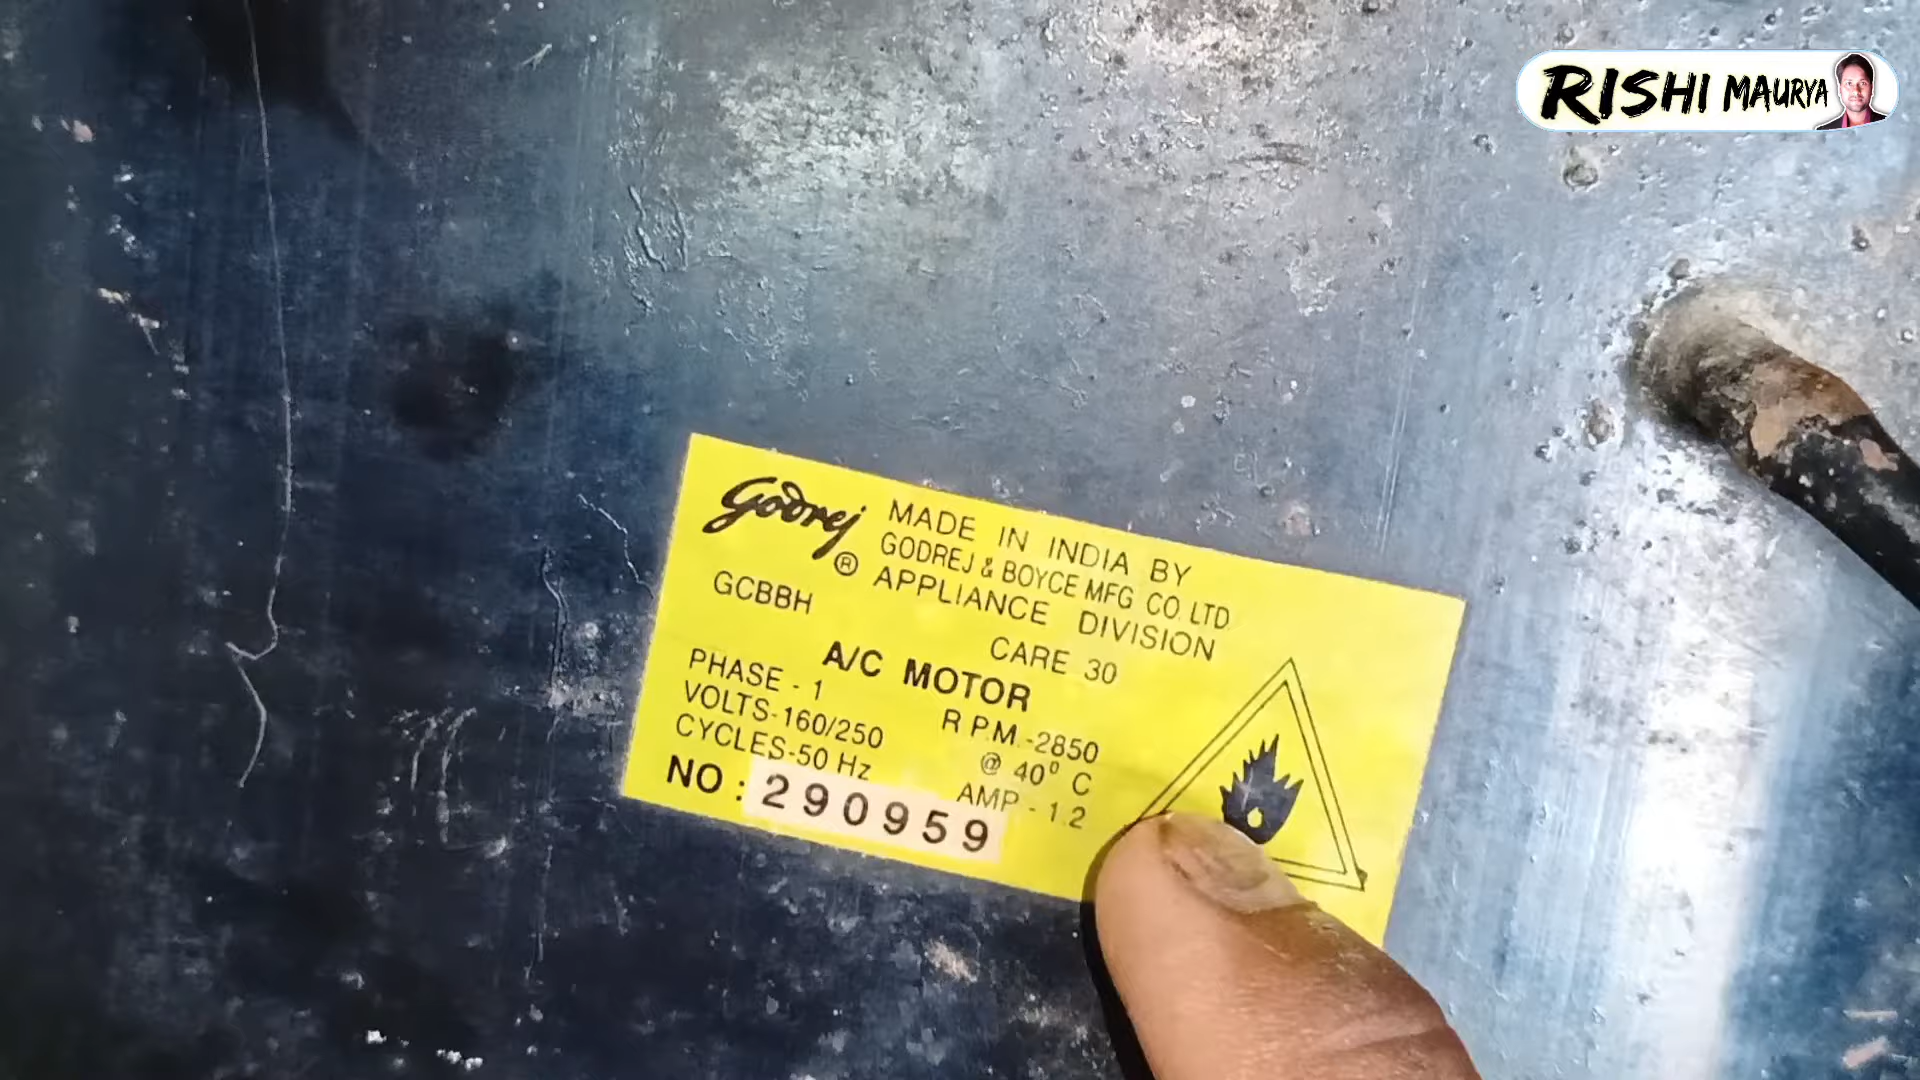 RISHI MAURYA
Godrej ®
MADE IN INDIA BY
GODREJ & BOYCE MFG CO. LTD
APPLIANCE DIVISION
GCBBH
CARE 30
A/C MOTOR
PHASE - 1
R.P.M.-2850
VOLTS-160/250
@ 40° C
CYCLES-50 Hz
AMP - 1.2
NO : 290959